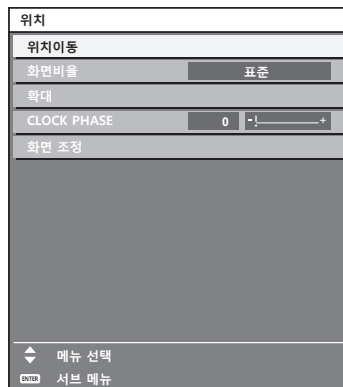 위치
위치이동
화면비율 표준
확대
CLOCK PHASE 0 - +
화면 조정
메뉴 선택
ENTER 서브 메뉴